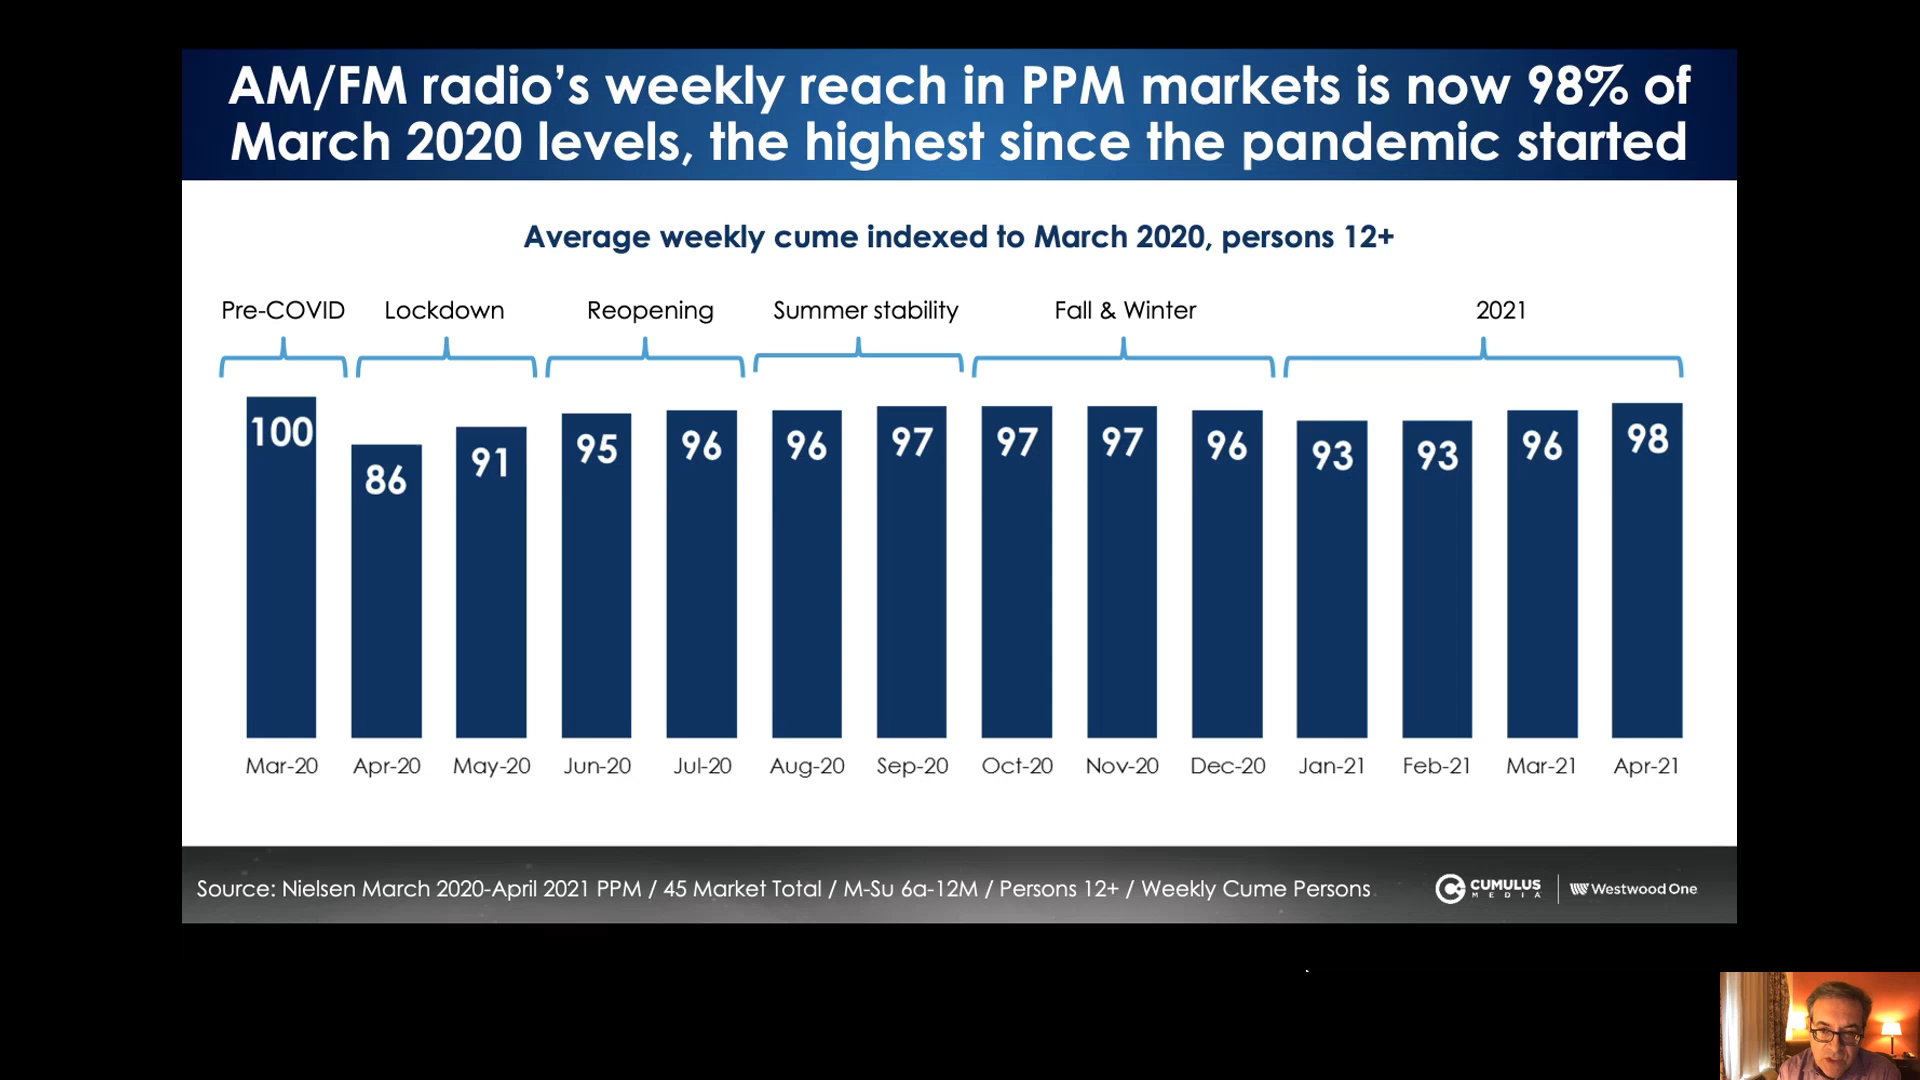 AM/FM radio’s weekly reach in PPM markets is now 98% of
March 2020 levels, the highest since the pandemic started
Average weekly cume indexed to March 2020, persons 12+
Pre-COVID Lockdown Reopening Summer stability Fall & Winter 2021
100 86 91 95 96 96 97 97 97 96 93 93 96 98
Mar-20 Apr-20 May-20 Jun-20 Jul-20 Aug-20 Sep-20 Oct-20 Nov-20 Dec-20 Jan-21 Feb-21 Mar-21 Apr-21
Source: Nielsen March 2020-April 2021 PPM / 45 Market Total / M-Su 6a-12M / Persons 12+ / Weekly Cume Persons
CUMULUS
MEDIA
Westwood One